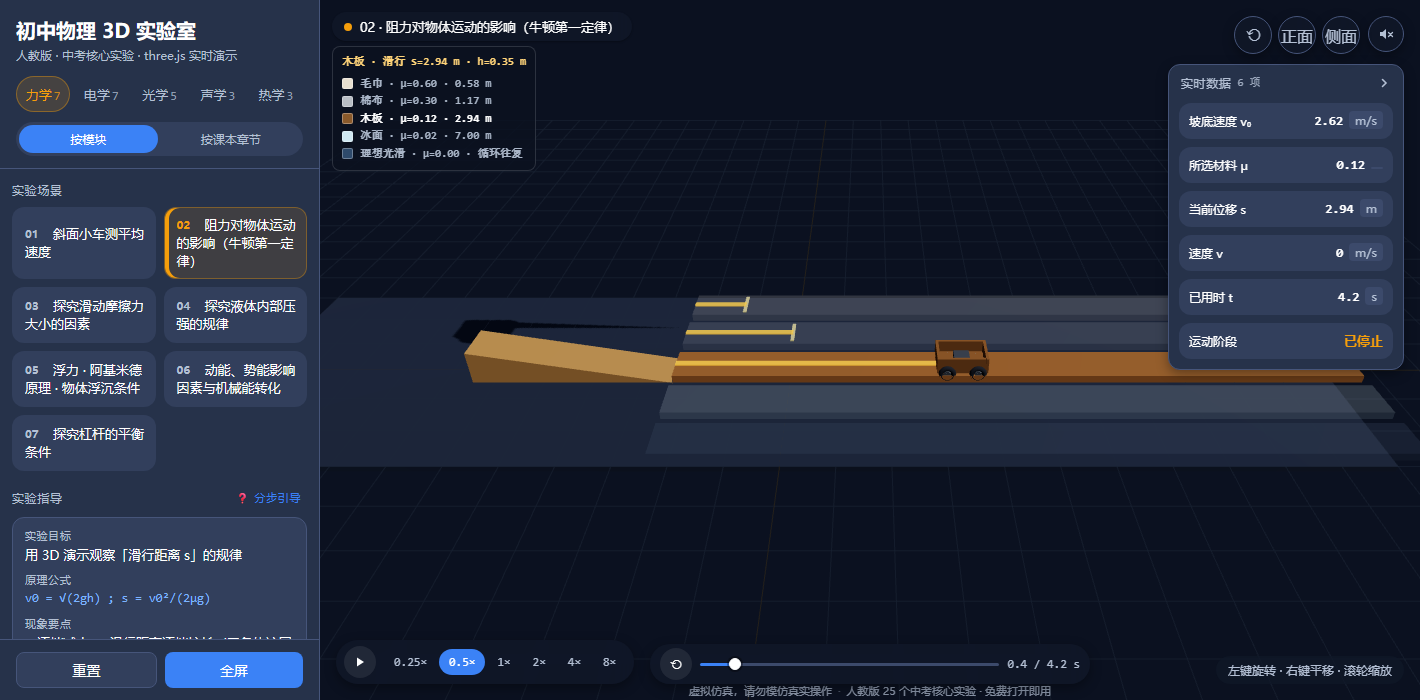 初中物理 3D 实验室
人教版 · 中考核心实验 · three.js 实时演示
力学 7 电学 7 光学 5 声学 3 热学 3
按模块 按课本章节
实验场景
01 斜面小车测平均速度
02 阻力对物体运动的影响（牛顿第一定律）
03 探究滑动摩擦力大小的因素
04 探究液体内部压强的规律
05 浮力 · 阿基米德原理 · 物体浮沉条件
06 动能、势能影响因素与机械能转化
07 探究杠杆的平衡条件
实验指导 ❓ 分步引导
实验目标
用 3D 演示观察「滑行距离 s」的规律
原理公式
v0 = √(2gh) ; s = v0²/(2μg)
现象要点
重置 全屏
02 · 阻力对物体运动的影响（牛顿第一定律）
木板 · 滑行 s=2.94 m · h=0.35 m
毛巾 · μ=0.60 · 0.58 m
棉布 · μ=0.30 · 1.17 m
木板 · μ=0.12 · 2.94 m
冰面 · μ=0.02 · 7.00 m
理想光滑 · μ=0.00 · 循环往复
正面 侧面
实时数据 6 项
坡底速度 v₀ 2.62 m/s
所选材料 μ 0.12
当前位移 s 2.94 m
速度 v 0 m/s
已用时 t 4.2 s
运动阶段 已停止
0.25× 0.5× 1× 2× 4× 8×
0.4 / 4.2 s
左键旋转 · 右键平移 · 滚轮缩放
虚拟仿真，请勿模仿真实操作 · 人教版 25 个中考核心实验 · 免费打开即用